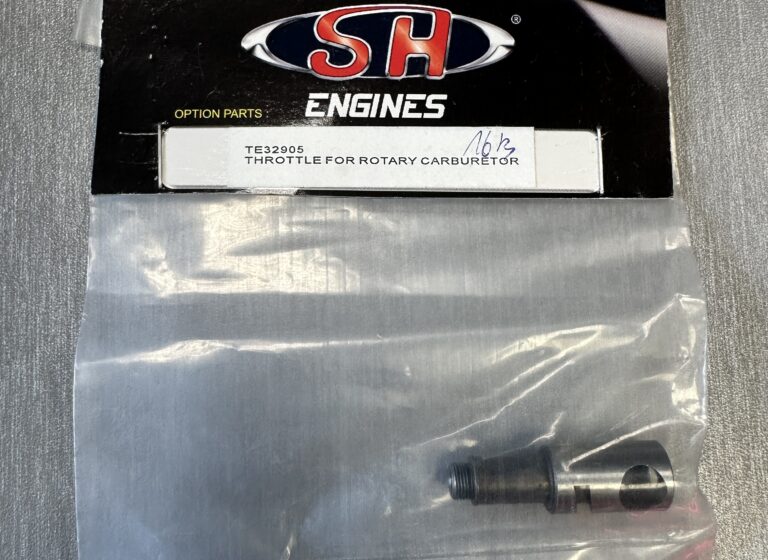 SH®
ENGINES
OPTION PARTS :
TE32905
THROTTLE FOR ROTARY CARBURETOR